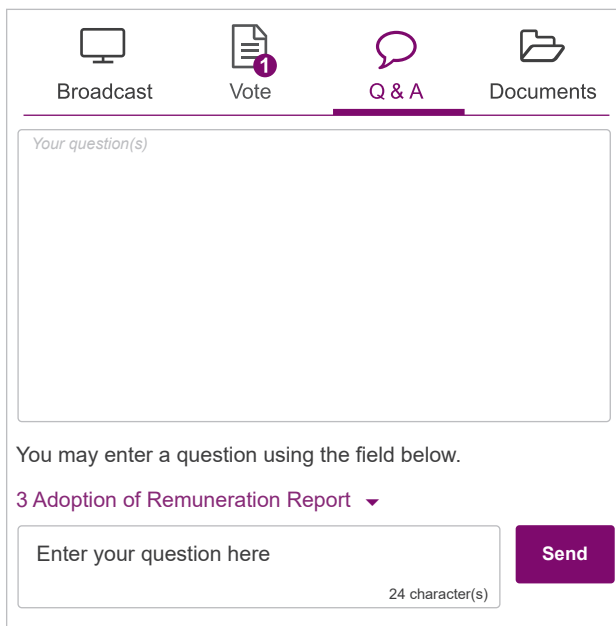 1
Broadcast Vote Q & A Documents
Your question(s)
You may enter a question using the field below.
3 Adoption of Remuneration Report
Enter your question here
Send
24 character(s)